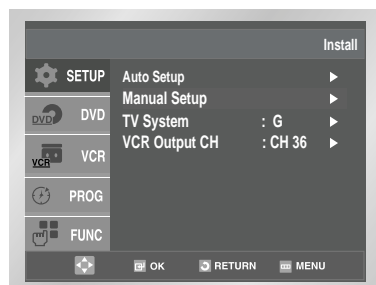 Install
SETUP
Auto Setup
Manual Setup
DVD
DVD
TV System : G
VCR Output CH : CH 36
VCR
VCR
PROG
FUNC
OK RETURN MENU